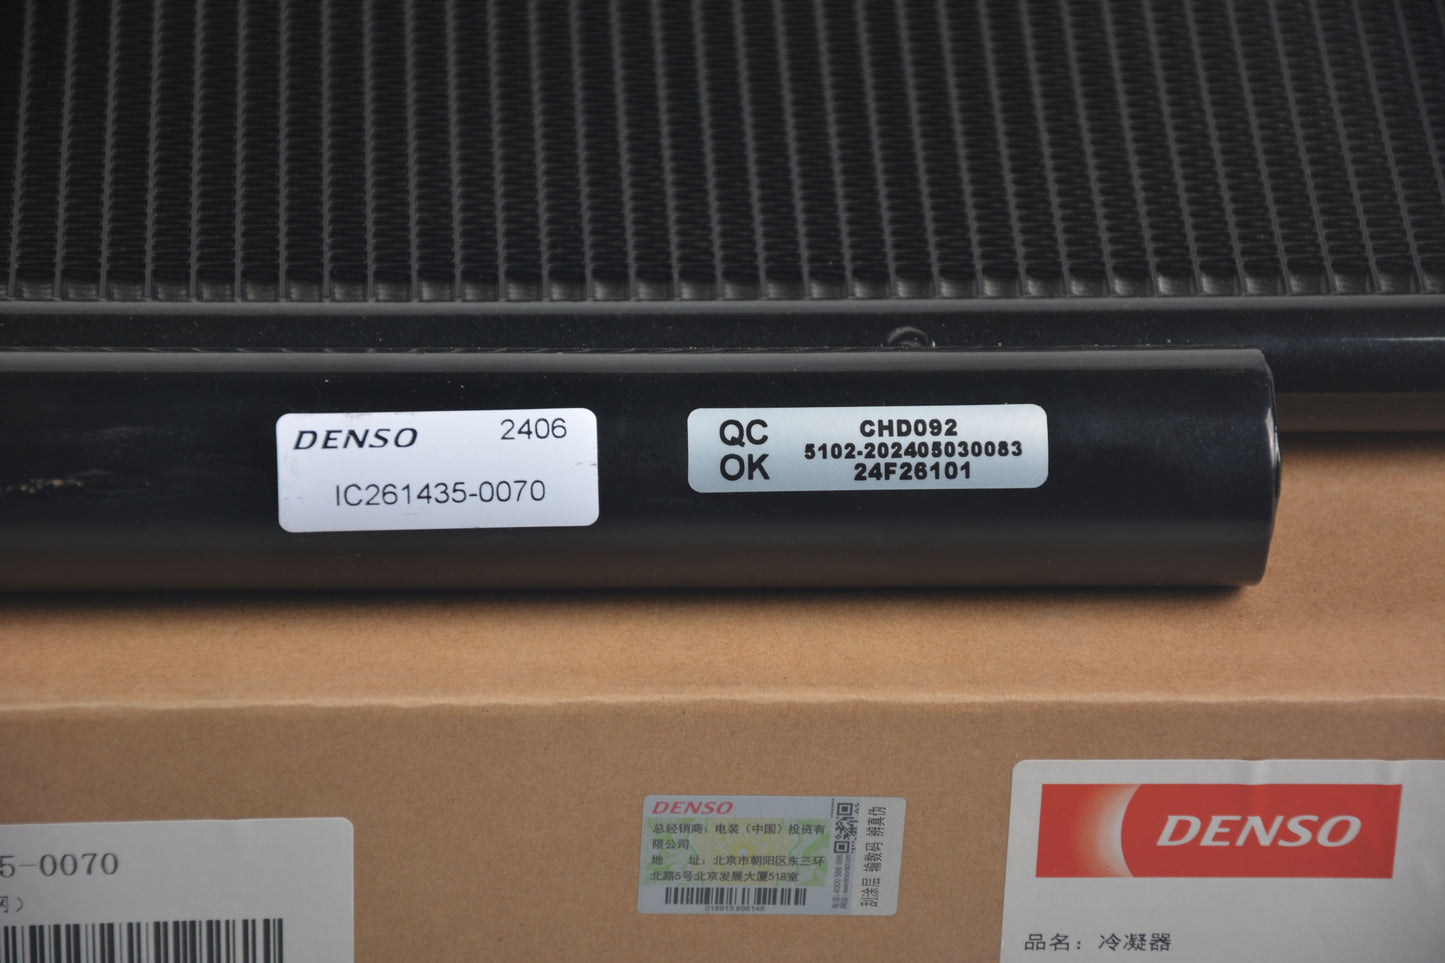 DENSO 2406
IC261435-0070
QC
OK
CHD092
5102-202405030083
24F26101
5-0070
网）
DENSO
总经销商：电装（中国）投资有
限公司
地 址：北京市朝阳区东三环
北路5号北京发展大厦518室
018913 696148
刮涂层 输数码 辨真伪
DENSO
品名：冷凝器